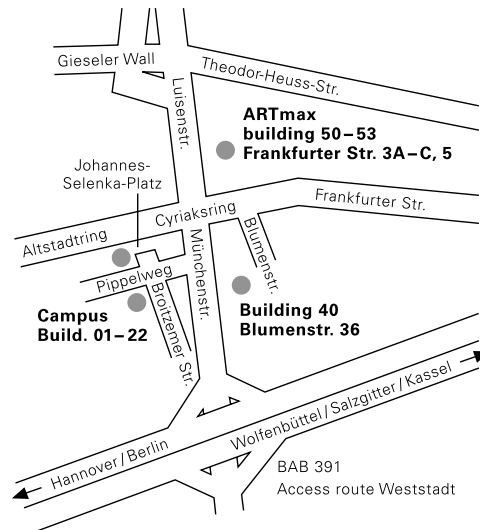 Gieseler Wall
Theodor-Heuss-Str.
Luisenstr.
ARTmax
building 50–53
Frankfurter Str. 3A–C, 5
Johannes-
Selenka-Platz
Frankfurter Str.
Cyriaksring
Altstadtring
Blumenstr.
Münchenstr.
Pippelweg
Broitzemer Str.
Campus
Build. 01–22
Building 40
Blumenstr. 36
Wolfenbüttel/Salzgitter/Kassel
Hannover/Berlin
BAB 391
Access route Weststadt